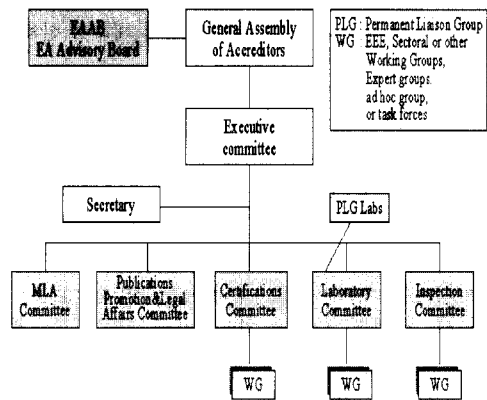 EAAB
EA Advisory Board
General Assembly
of Accreditors
PLG : Permanent Liaison Group
WG : EEE, Sectoral or other
Working Groups,
Expert groups.
ad hoc group,
or task forces
Executive
committee
Secretary
PLG Labs
MLA
Committee
Publications
Promotion&Legal
Affairs Committee
Certifications
Committee
Laboratory
Committee
Inspection
Committee
WG
WG
WG